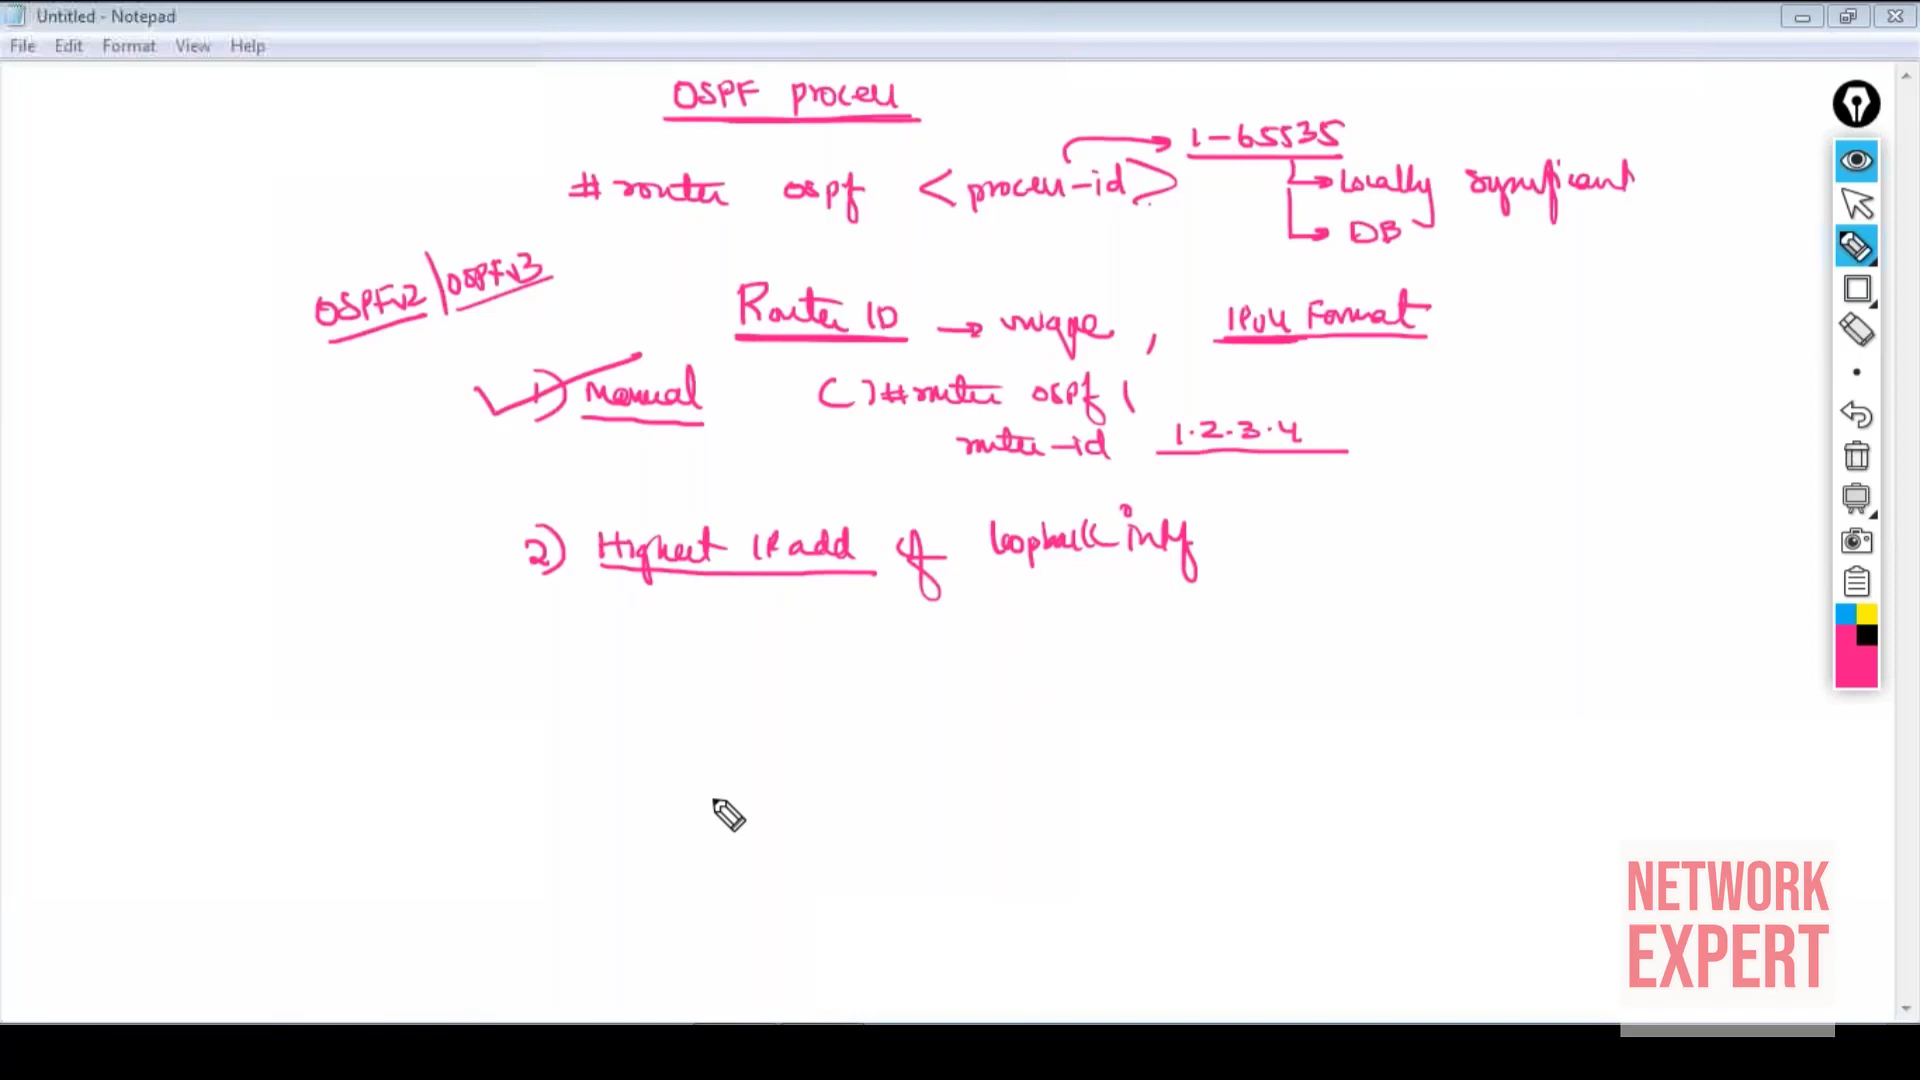 Untitled - Notepad
File Edit Format View Help
OSPF process
1-65535
#router ospf <process-id>
Locally significant
DB
OSPFv2/OSPFv3
Router ID → unique, IPv4 Format
1) Manual ( )#router ospf 1
router-id 1.2.3.4
2) Highest IP add of loopback intf
NETWORK
EXPERT